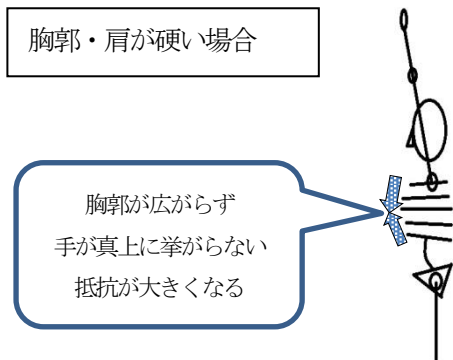 胸郭・肩が硬い場合
胸郭が広がらず
手が真上に挙がらない
抵抗が大きくなる